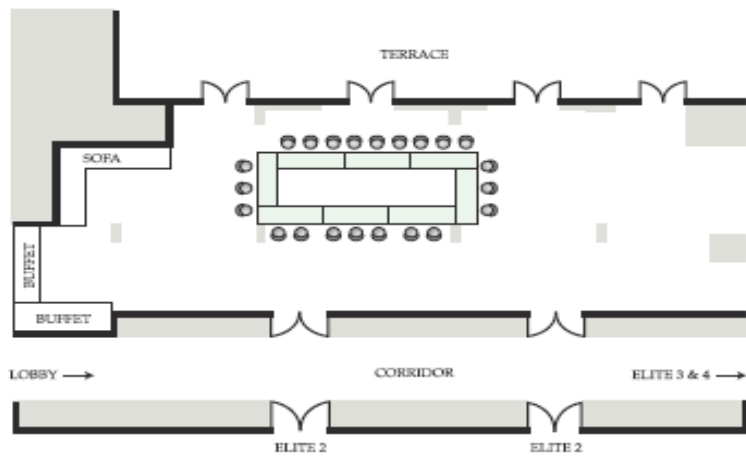 TERRACE
SOFA
BUFFET
BUFFET
LOBBY
CORRIDOR
ELITE 3 & 4
ELITE 2
ELITE 2